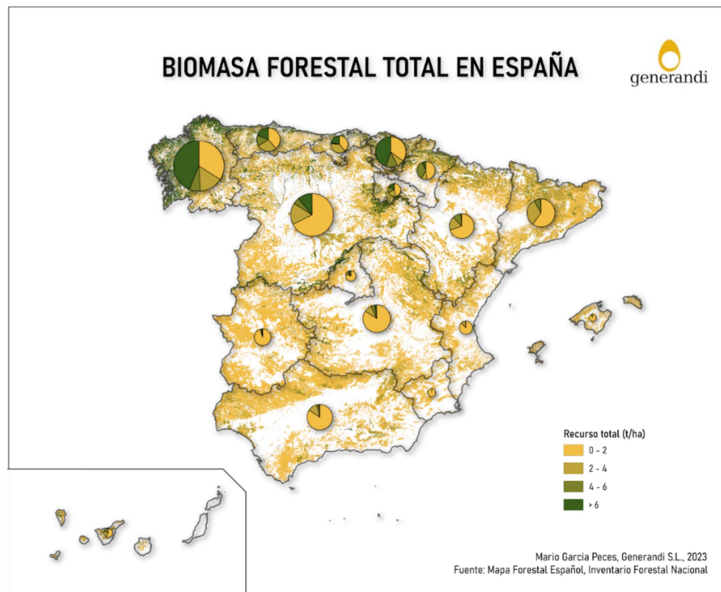 BIOMASA FORESTAL TOTAL EN ESPAÑA
generandi
Recurso total (t/ha)
0 - 2
2 - 4
4 - 6
> 6
Mario Garcia Peces, Generandi S.L., 2023
Fuente: Mapa Forestal Español, Inventario Forestal Nacional